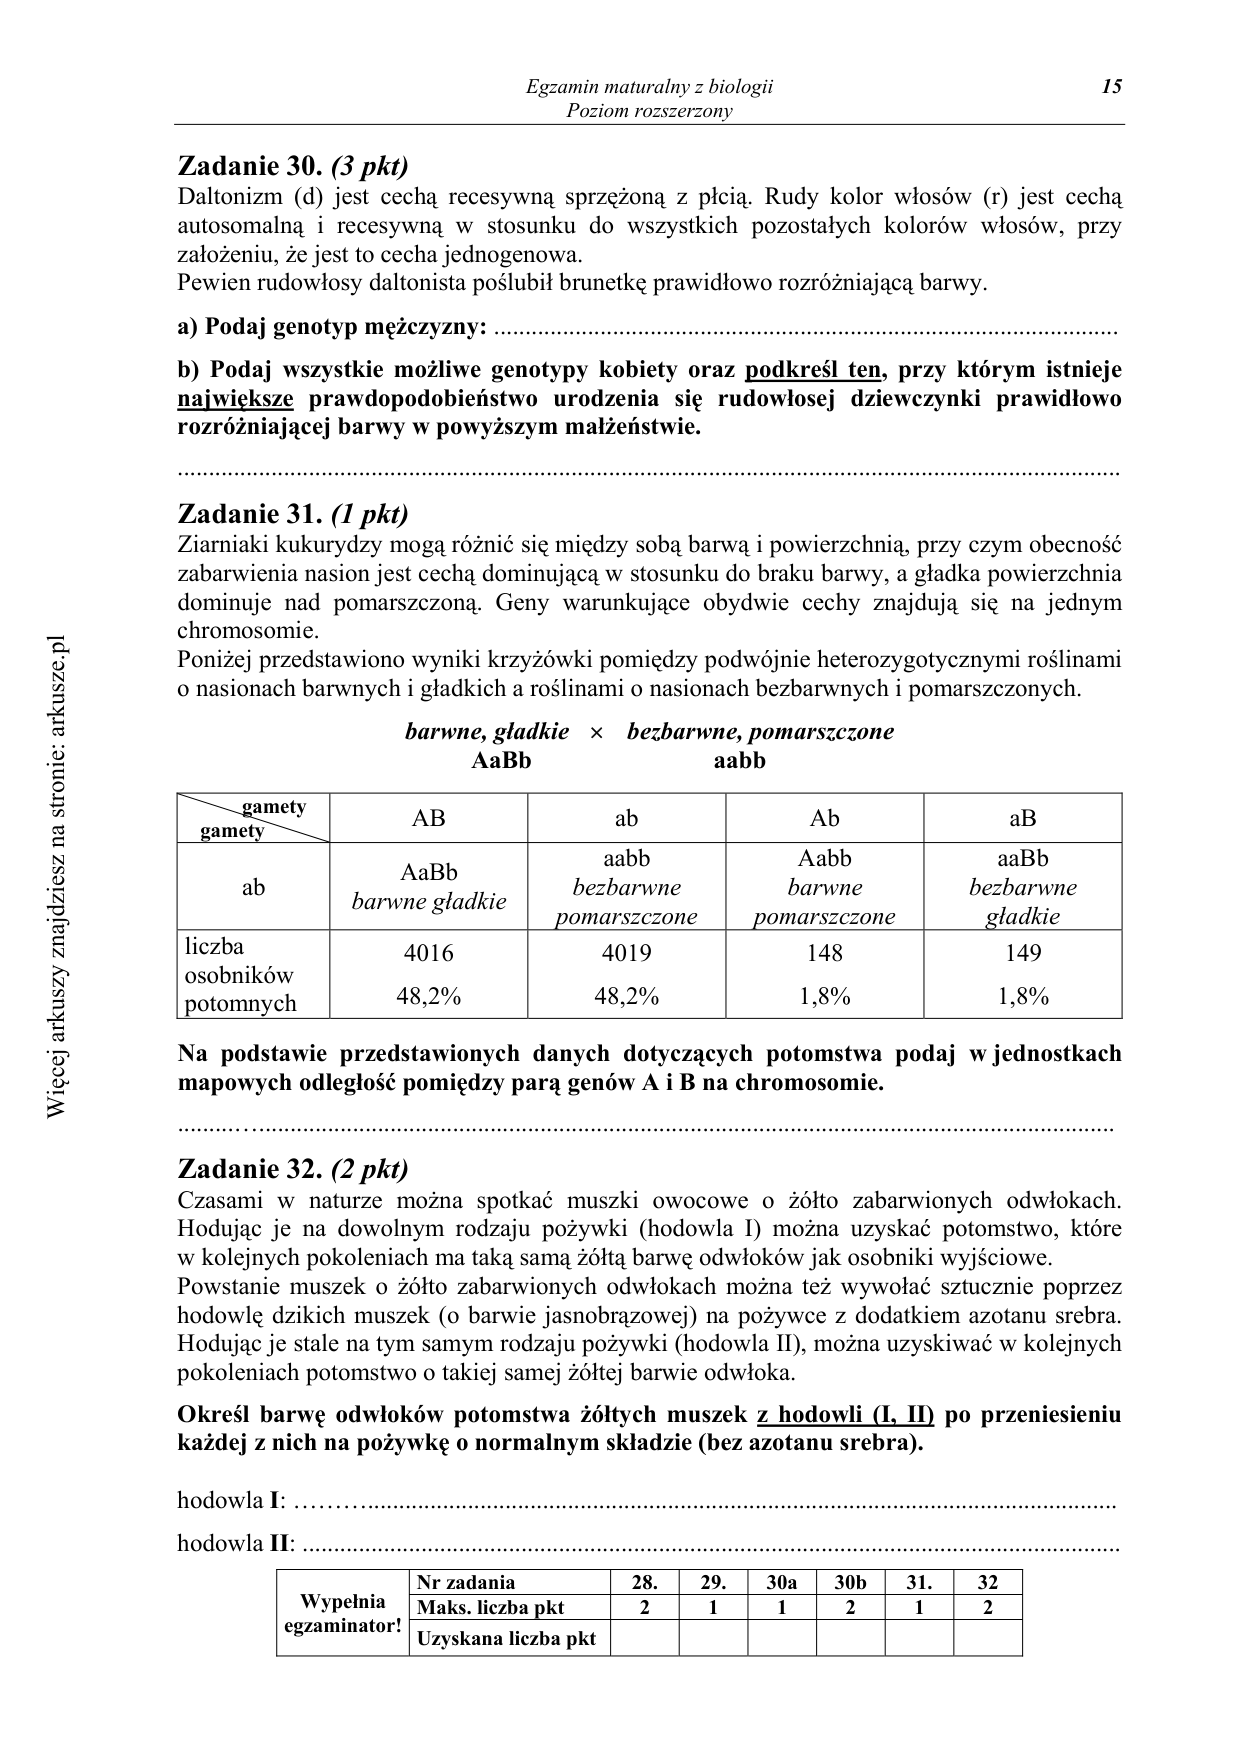 Egzamin maturalny z biologii 15
Poziom rozszerzony
Zadanie 30. (3 pkt)
Daltonizm (d) jest cechą recesywną sprzężoną z płcią. Rudy kolor włosów (r) jest cechą
autosomalną i recesywną w stosunku do wszystkich pozostałych kolorów włosów, przy
założeniu, że jest to cecha jednogenowa.
Pewien rudowłosy daltonista poślubił brunetkę prawidłowo rozróżniającą barwy.
a) Podaj genotyp mężczyzny: ....................................................................................................
b) Podaj wszystkie możliwe genotypy kobiety oraz podkreśl ten, przy którym istnieje
największe prawdopodobieństwo urodzenia się rudowłosej dziewczynki prawidłowo
rozróżniającej barwy w powyższym małżeństwie.
.......................................................................................................................................................
Zadanie 31. (1 pkt)
Ziarniaki kukurydzy mogą różnić się między sobą barwą i powierzchnią, przy czym obecność
zabarwienia nasion jest cechą dominującą w stosunku do braku barwy, a gładka powierzchnia
dominuje nad pomarszczoną. Geny warunkujące obydwie cechy znajdują się na jednym
chromosomie.
Poniżej przedstawiono wyniki krzyżówki pomiędzy podwójnie heterozygotycznymi roślinami
o nasionach barwnych i gładkich a roślinami o nasionach bezbarwnych i pomarszczonych.
barwne, gładkie × bezbarwne, pomarszczone
AaBb aabb
gamety
gamety
AB ab Ab aB
ab
AaBb
barwne gładkie
aabb
bezbarwne
pomarszczone
Aabb
barwne
pomarszczone
aaBb
bezbarwne
gładkie
liczba
osobników
potomnych
4016 4019 148 149
48,2% 48,2% 1,8% 1,8%
Na podstawie przedstawionych danych dotyczących potomstwa podaj w jednostkach
mapowych odległość pomiędzy parą genów A i B na chromosomie.
.......................................................................................................................................................
Zadanie 32. (2 pkt)
Czasami w naturze można spotkać muszki owocowe o żółto zabarwionych odwłokach.
Hodując je na dowolnym rodzaju pożywki (hodowla I) można uzyskać potomstwo, które
w kolejnych pokoleniach ma taką samą żółtą barwę odwłoków jak osobniki wyjściowe.
Powstanie muszek o żółto zabarwionych odwłokach można też wywołać sztucznie poprzez
hodowlę dzikich muszek (o barwie jasnobrązowej) na pożywce z dodatkiem azotanu srebra.
Hodując je stale na tym samym rodzaju pożywki (hodowla II), można uzyskiwać w kolejnych
pokoleniach potomstwo o takiej samej żółtej barwie odwłoka.
Określ barwę odwłoków potomstwa żółtych muszek z hodowli (I, II) po przeniesieniu
każdej z nich na pożywkę o normalnym składzie (bez azotanu srebra).
hodowla I: ................................................................................................................................
hodowla II: ...................................................................................................................................
Wypełnia
egzaminator!
Nr zadania 28. 29. 30a 30b 31. 32
Maks. liczba pkt 2 1 1 2 1 2
Uzyskana liczba pkt
Więcej arkuszy znajdziesz na stronie: arkusze.pl